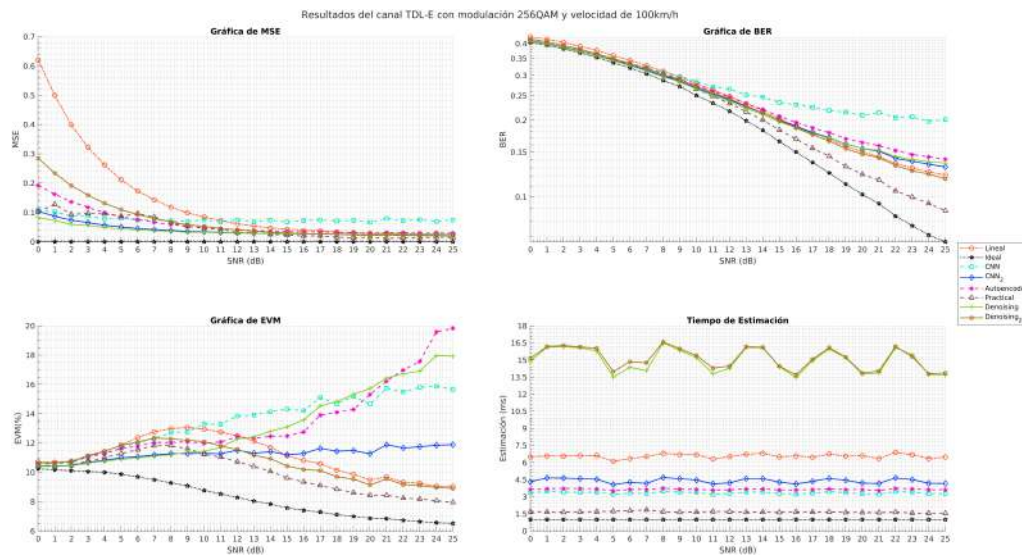 Resultados del canal TDL-E con modulación 256QAM y velocidad de 100km/h
Gráfica de MSE
MSE
0.7
0.6
0.5
0.4
0.3
0.2
0.1
0
0 1 2 3 4 5 6 7 8 9 10 11 12 13 14 15 16 17 18 19 20 21 22 23 24 25
SNR (dB)
Gráfica de BER
BER
0.4
0.3
0.25
0.2
0.15
0.1
0 1 2 3 4 5 6 7 8 9 10 11 12 13 14 15 16 17 18 19 20 21 22 23 24 25
SNR (dB)
Lineal
Ideal
CNN
CNN2
Autoencod
Practical
Denoising
Denoising2
Gráfica de EVM
EVM(%)
20
18
16
14
12
10
8
6
0 1 2 3 4 5 6 7 8 9 10 11 12 13 14 15 16 17 18 19 20 21 22 23 24 25
SNR (dB)
Tiempo de Estimación
Estimación (ms)
18
16.5
15
13.5
12
10.5
9
7.5
6
4.5
3
1.5
0
0 1 2 3 4 5 6 7 8 9 10 11 12 13 14 15 16 17 18 19 20 21 22 23 24 25
SNR (dB)